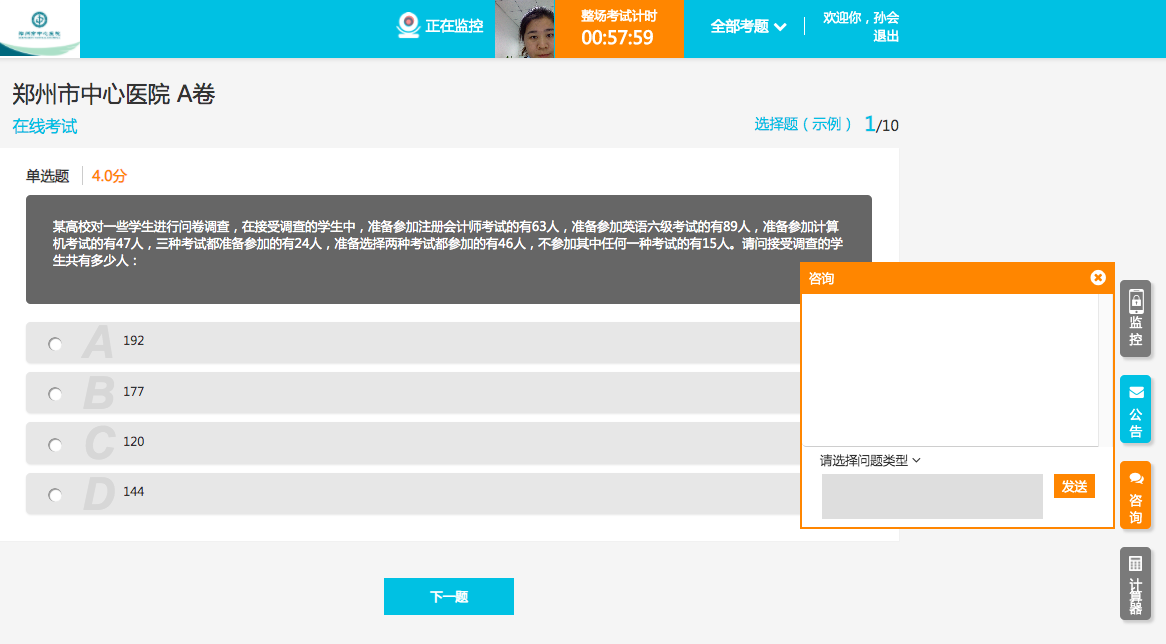 郑州市中心医院
正在监控
整场考试计时
00:57:59
全部考题
欢迎你，孙会
退出
郑州市中心医院 A卷
在线考试
选择题（示例） 1/10
单选题 4.0分
某高校对一些学生进行问卷调查，在接受调查的学生中，准备参加注册会计师考试的有63人，准备参加英语六级考试的有89人，准备参加计算
机考试的有47人，三种考试都准备参加的有24人，准备选择两种考试都参加的有46人，不参加其中任何一种考试的有15人。请问接受调查的学
生共有多少人：
A 192
B 177
C 120
D 144
下一题
咨询
请选择问题类型
发送
监控
公告
咨询
计算器